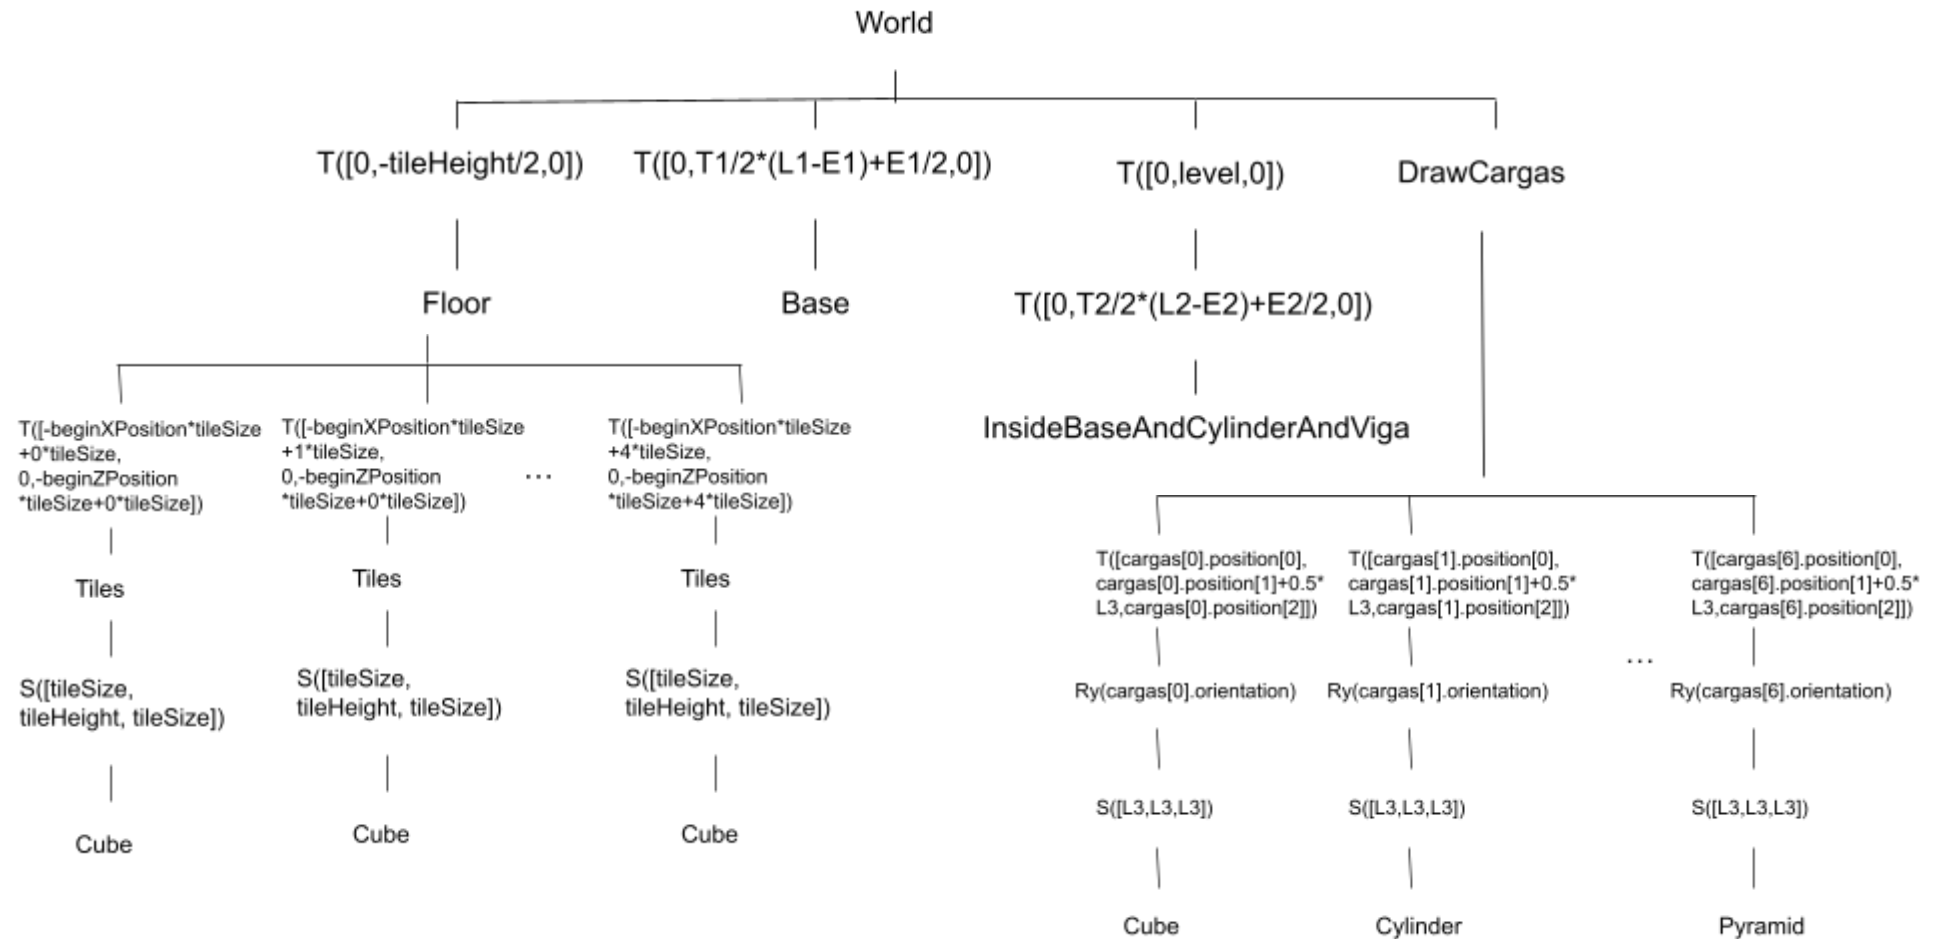 World
T([0,-tileHeight/2,0])
T([0,T1/2*(L1-E1)+E1/2,0])
T([0,level,0])
DrawCargas
Floor
Base
T([0,T2/2*(L2-E2)+E2/2,0])
InsideBaseAndCylinderAndViga
T([-beginXPosition*tileSize
+0*tileSize,
0,-beginZPosition
*tileSize+0*tileSize])
T([-beginXPosition*tileSize
+1*tileSize,
0,-beginZPosition
*tileSize+0*tileSize])
...
T([-beginXPosition*tileSize
+4*tileSize,
0,-beginZPosition
*tileSize+4*tileSize])
Tiles
Tiles
Tiles
S([tileSize,
tileHeight, tileSize])
S([tileSize,
tileHeight, tileSize])
S([tileSize,
tileHeight, tileSize])
Cube
Cube
Cube
T([cargas[0].position[0],
cargas[0].position[1]+0.5*
L3,cargas[0].position[2]])
T([cargas[1].position[0],
cargas[1].position[1]+0.5*
L3,cargas[1].position[2]])
...
T([cargas[6].position[0],
cargas[6].position[1]+0.5*
L3,cargas[6].position[2]])
Ry(cargas[0].orientation)
Ry(cargas[1].orientation)
Ry(cargas[6].orientation)
S([L3,L3,L3])
S([L3,L3,L3])
S([L3,L3,L3])
Cube
Cylinder
Pyramid